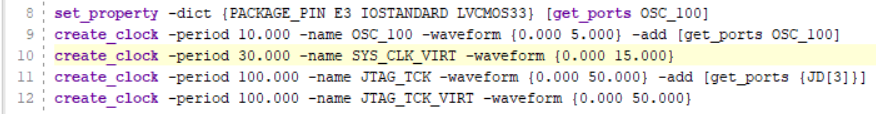 8 set_property -dict {PACKAGE_PIN E3 IOSTANDARD LVCMOS33} [get_ports OSC_100]
9 create_clock -period 10.000 -name OSC_100 -waveform {0.000 5.000} -add [get_ports OSC_100]
10 create_clock -period 30.000 -name SYS_CLK_VIRT -waveform {0.000 15.000}
11 create_clock -period 100.000 -name JTAG_TCK -waveform {0.000 50.000} -add [get_ports {JD[3]}]
12 create_clock -period 100.000 -name JTAG_TCK_VIRT -waveform {0.000 50.000}